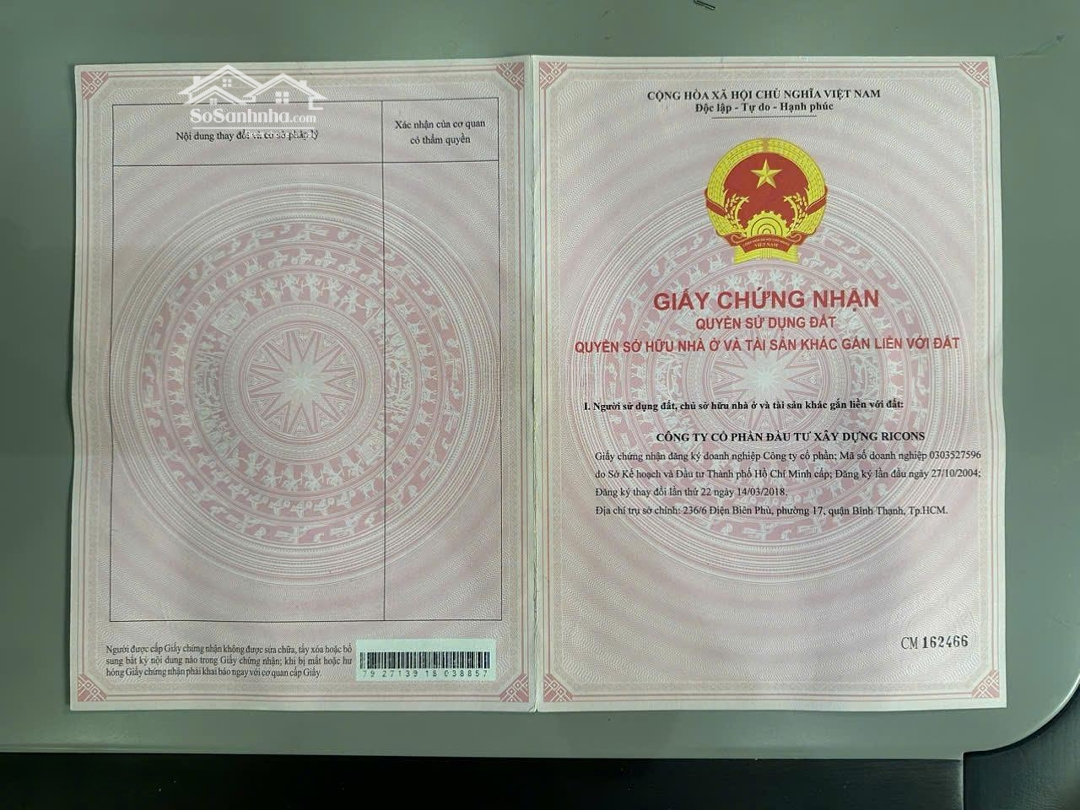 SoSanhnha.com
Nội dung thay đổi và cơ sở pháp lý
Xác nhận của cơ quan
có thẩm quyền
Người được cấp Giấy chứng nhận không được sửa chữa, tẩy xóa hoặc bổ
sung bất kỳ nội dung nào trong Giấy chứng nhận; khi bị mất hoặc hư
hỏng Giấy chứng nhận phải khai báo ngay với cơ quan cấp Giấy.
792713918038857
CỘNG HÒA XÃ HỘI CHỦ NGHĨA VIỆT NAM
Độc lập - Tự do - Hạnh phúc
VIỆT NAM
GIẤY CHỨNG NHẬN
QUYỀN SỬ DỤNG ĐẤT
QUYỀN SỞ HỮU NHÀ Ở VÀ TÀI SẢN KHÁC GẮN LIỀN VỚI ĐẤT
I. Người sử dụng đất, chủ sở hữu nhà ở và tài sản khác gắn liền với đất:
CÔNG TY CỔ PHẦN ĐẦU TƯ XÂY DỰNG RICONS
Giấy chứng nhận đăng ký doanh nghiệp Công ty cổ phần; Mã số doanh nghiệp 0303527596
do Sở Kế hoạch và Đầu tư Thành phố Hồ Chí Minh cấp; Đăng ký lần đầu ngày 27/10/2004;
Đăng ký thay đổi lần thứ 22 ngày 14/03/2018.
Địa chỉ trụ sở chính: 236/6 Điện Biên Phủ, phường 17, quận Bình Thạnh, Tp.HCM.
CM 162466